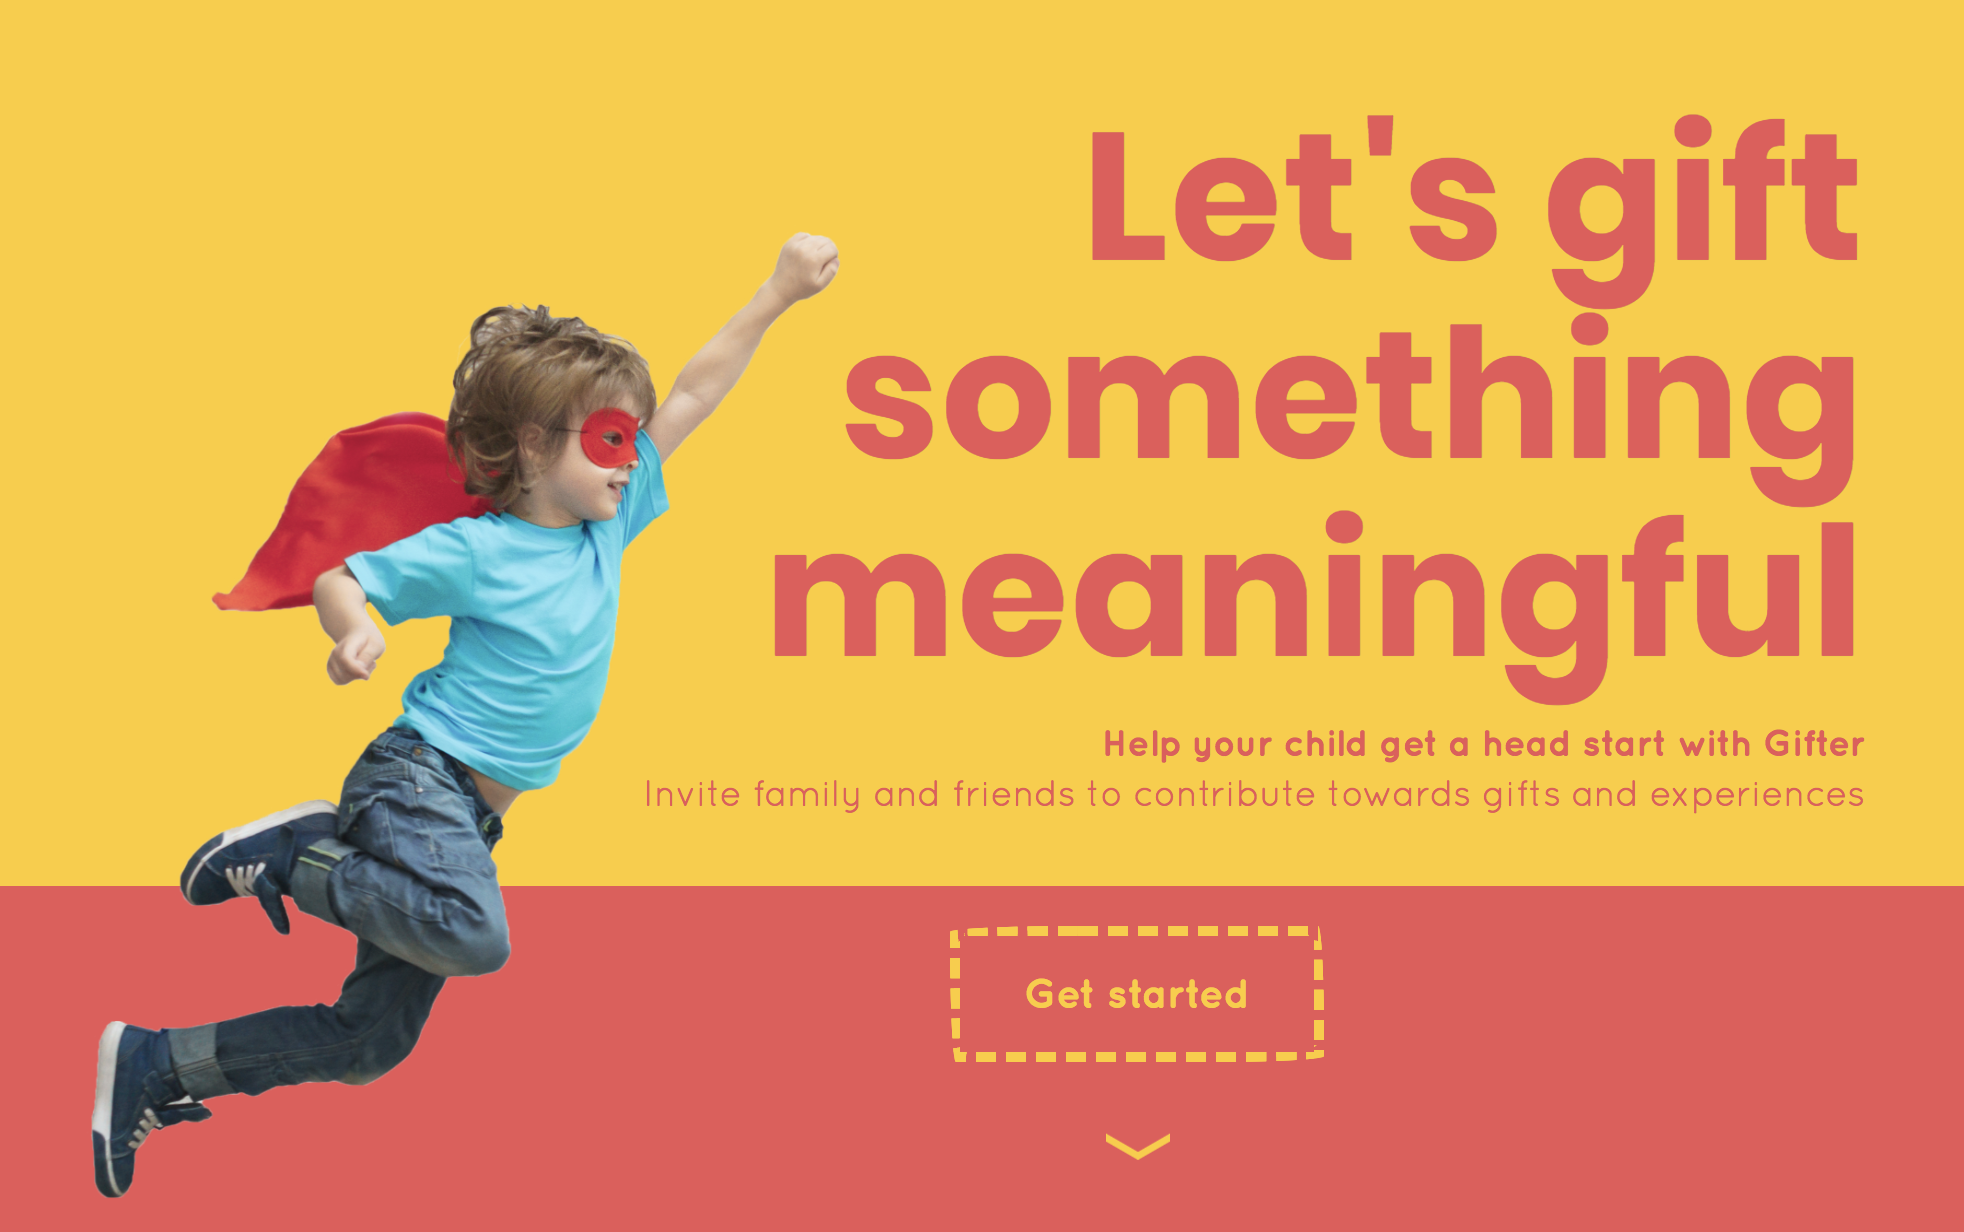 Let's gift
something
meaningful
Help your child get a head start with Gifter
Invite family and friends to contribute towards gifts and experiences
Get started